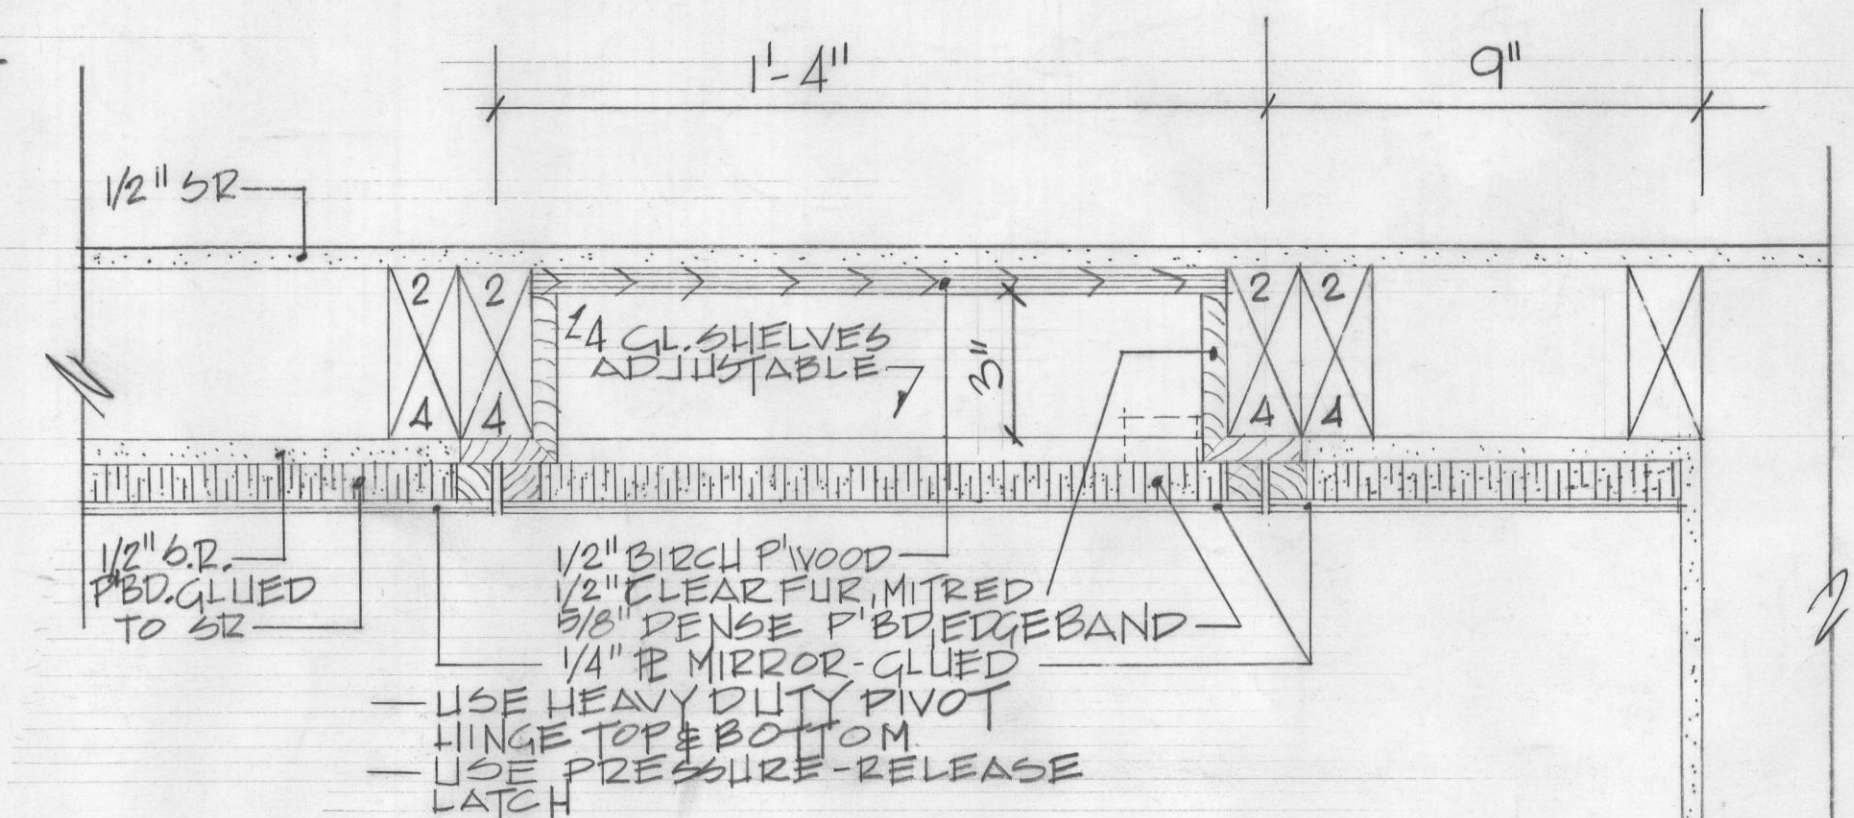 1'-4"
9"
1/2" SR
2 2
2 2
1/4 GL. SHELVES
ADJUSTABLE
3"
4 4
4 4
1/2" S.R.
P'BD. GLUED
TO SR
1/2" BIRCH P'WOOD
1/2" CLEAR FUR, MITRED
5/8" DENSE P'BD, EDGEBAND
1/4" PL MIRROR - GLUED
— USE HEAVY DUTY PIVOT
HINGE TOP & BOTTOM
— USE PRESSURE-RELEASE
LATCH